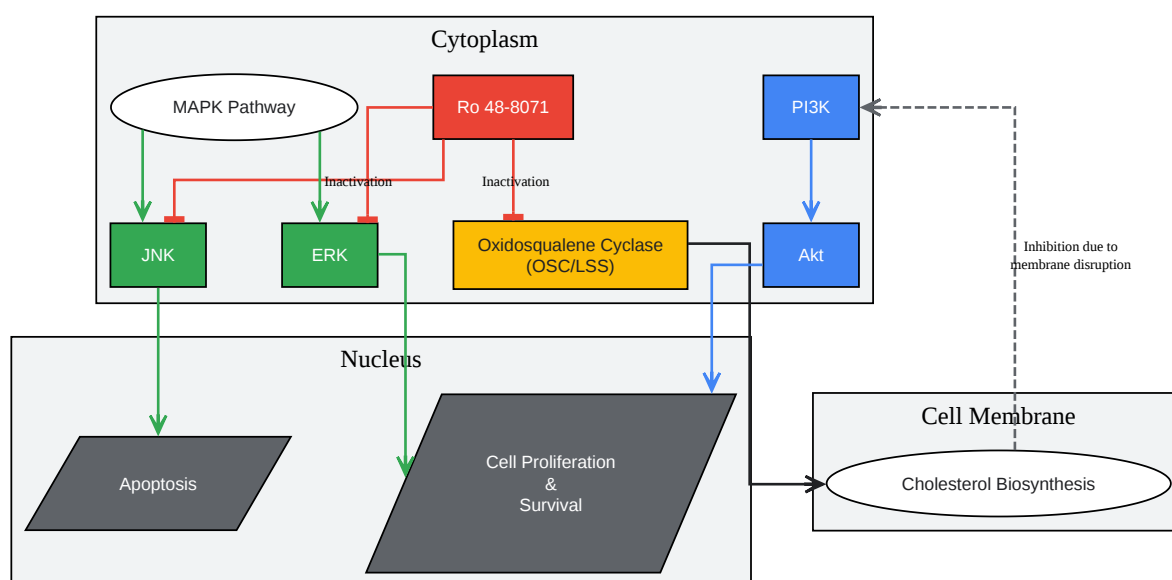 Cytoplasm
MAPK Pathway
Ro 48-8071
PI3K
Inactivation
Inactivation
JNK
ERK
Oxidosqualene Cyclase
(OSC/LSS)
Akt
Inhibition due to
membrane disruption
Nucleus
Cell Membrane
Apoptosis
Cell Proliferation
&
Survival
Cholesterol Biosynthesis